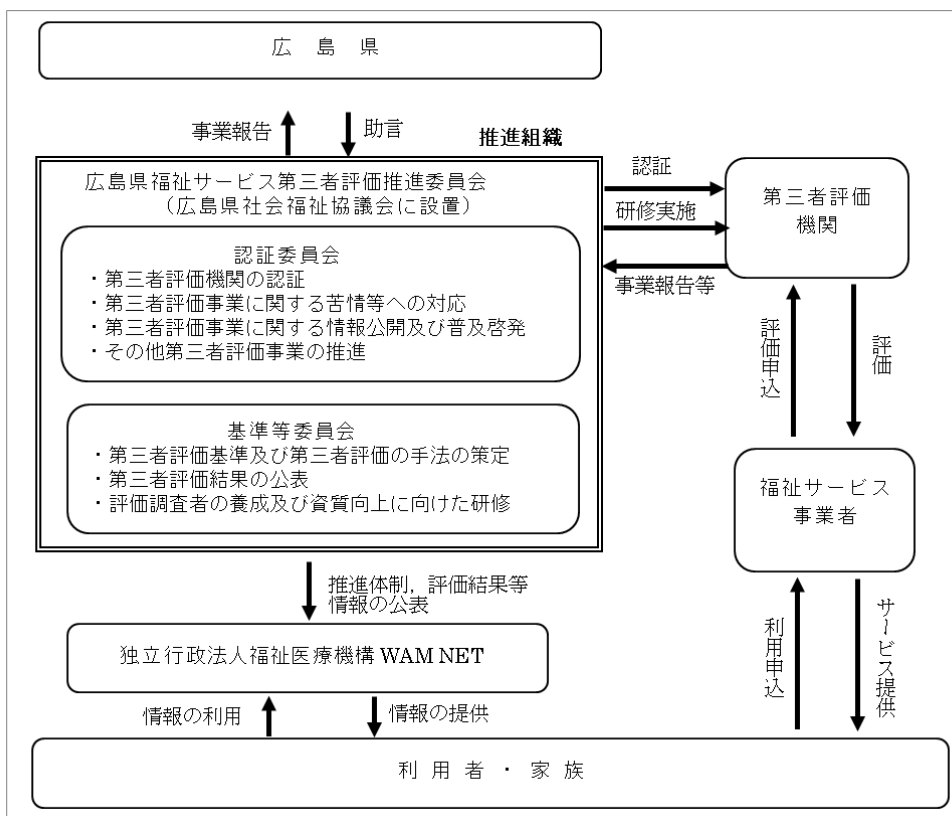 広島県
事業報告
助言
推進組織
広島県福祉サービス第三者評価推進委員会
(広島県社会福祉協議会に設置)
認証委員会
・第三者評価機関の認証
・第三者評価事業に関する苦情等への対応
・第三者評価事業に関する情報公開及び普及啓発
・その他第三者評価事業の推進
基準等委員会
・第三者評価基準及び第三者評価の手法の策定
・第三者評価結果の公表
・評価調査者の養成及び資質向上に向けた研修
認証
研修実施
事業報告等
第三者評価
機関
評価申込
評価
福祉サービス
事業者
推進体制,評価結果等
情報の公表
独立行政法人福祉医療機構 WAM NET
情報の利用
情報の提供
利用申込
サービス提供
利用者・家族